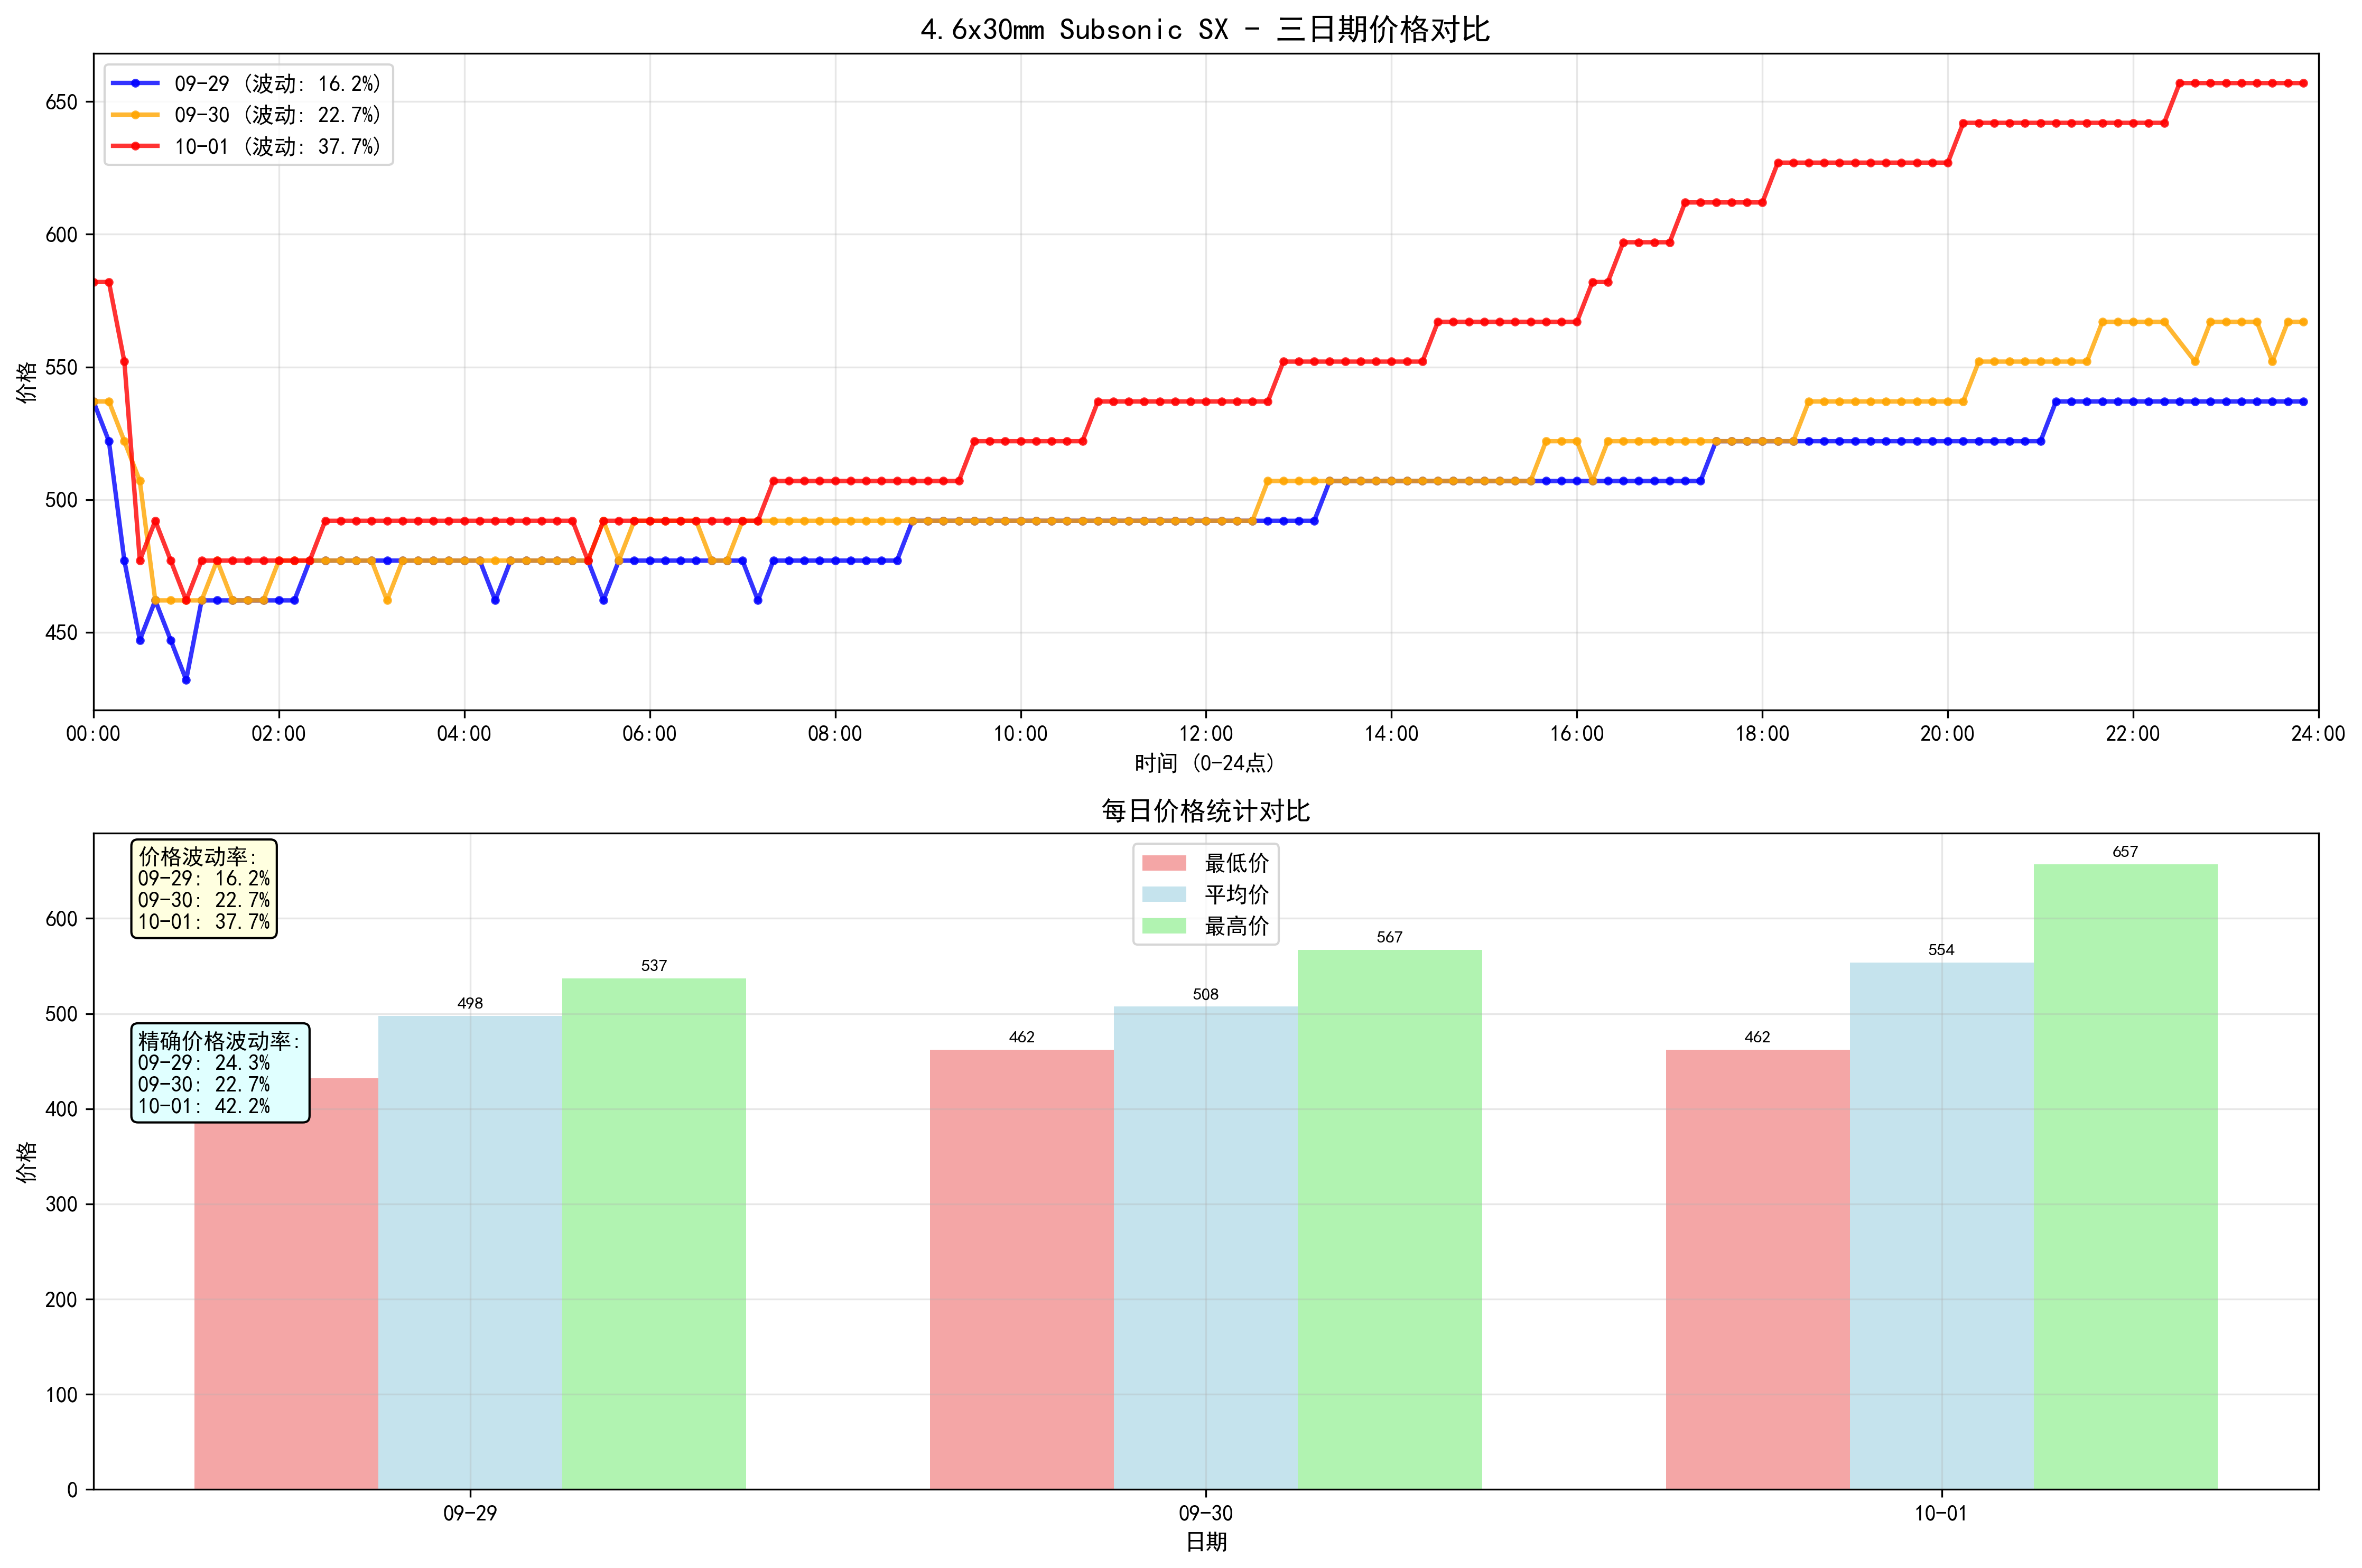 4.6x30mm Subsonic SX - 三日期价格对比
09-29 (波动: 16.2%)
09-30 (波动: 22.7%)
10-01 (波动: 37.7%)
价格
650
600
550
500
450
00:00 02:00 04:00 06:00 08:00 10:00 12:00 14:00 16:00 18:00 20:00 22:00 24:00
时间 (0-24点)
每日价格统计对比
价格波动率:
09-29: 16.2%
09-30: 22.7%
10-01: 37.7%
精确价格波动率:
09-29: 24.3%
09-30: 22.7%
10-01: 42.2%
最低价
平均价
最高价
498
537
462
508
567
462
554
657
价格
600
500
400
300
200
100
0
09-29 09-30 10-01
日期